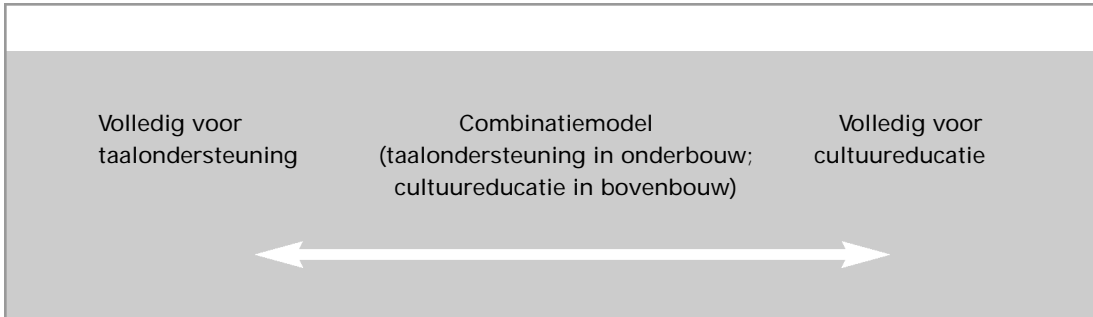 Volledig voor
taalondersteuning
Combinatiemodel
(taalondersteuning in onderbouw;
cultuureducatie in bovenbouw)
Volledig voor
cultuureducatie